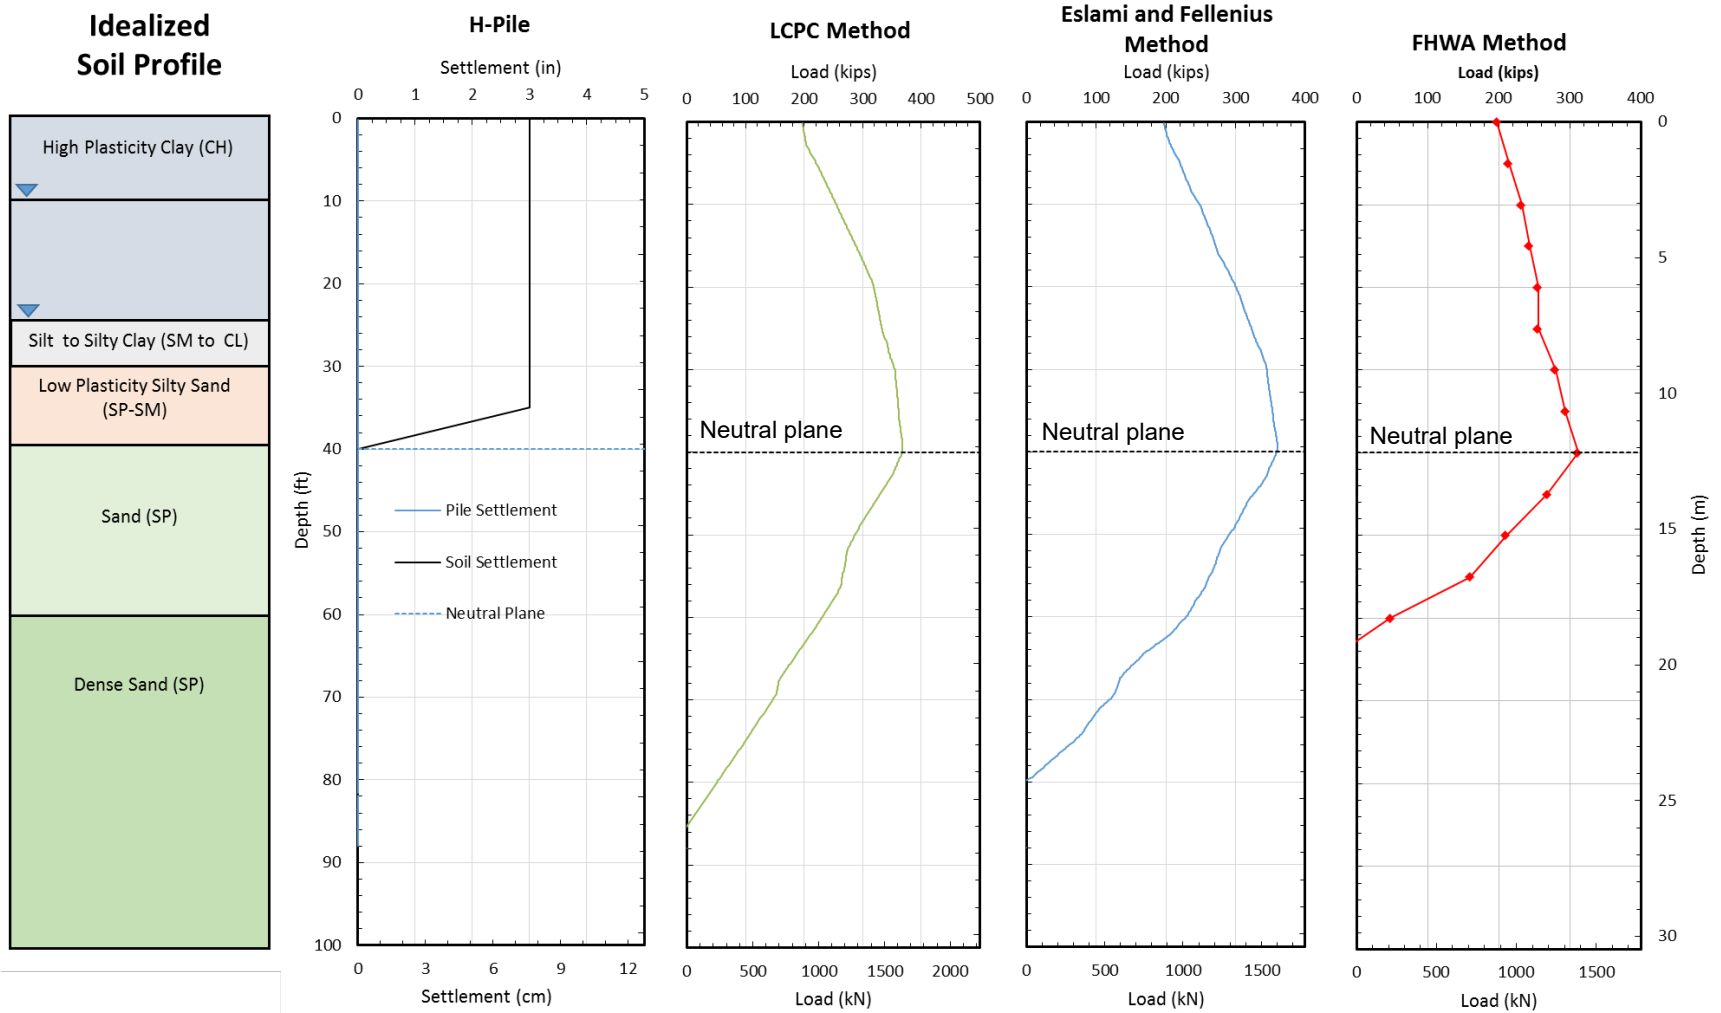 Idealized
Soil Profile
High Plasticity Clay (CH)
Silt to Silty Clay (SM to CL)
Low Plasticity Silty Sand
(SP-SM)
Sand (SP)
Dense Sand (SP)
H-Pile
Settlement (in)
0 1 2 3 4 5
0
10
20
30
40
50
60
70
80
90
100
Depth (ft)
Pile Settlement
Soil Settlement
Neutral Plane
0 3 6 9 12
Settlement (cm)
LCPC Method
Load (kips)
0 100 200 300 400 500
Neutral plane
0 500 1000 1500 2000
Load (kN)
Eslami and Fellenius
Method
Load (kips)
0 100 200 300 400
Neutral plane
0 500 1000 1500
Load (kN)
FHWA Method
Load (kips)
0 100 200 300 400
Neutral plane
0
5
10
15
20
25
30
Depth (m)
0 500 1000 1500
Load (kN)